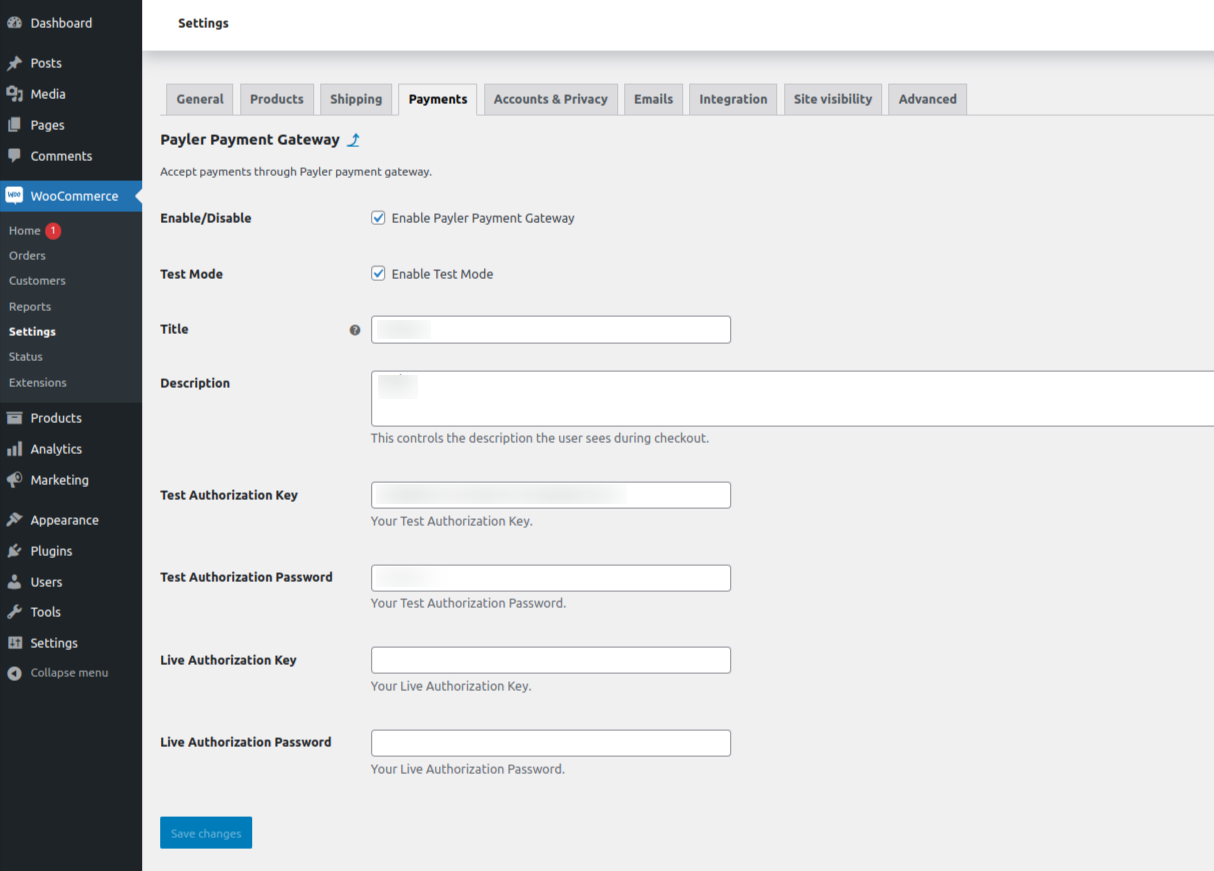 Dashboard
Posts
Media
Pages
Comments
WOO WooCommerce
Home 1
Orders
Customers
Reports
Settings
Status
Extensions
Products
Analytics
Marketing
Appearance
Plugins
Users
Tools
Settings
Collapse menu
Settings
General Products Shipping Payments Accounts & Privacy Emails Integration Site visibility Advanced
Payler Payment Gateway
Accept payments through Payler payment gateway.
Enable/Disable Enable Payler Payment Gateway
Test Mode Enable Test Mode
Title ?
Description
This controls the description the user sees during checkout.
Test Authorization Key
Your Test Authorization Key.
Test Authorization Password
Your Test Authorization Password.
Live Authorization Key
Your Live Authorization Key.
Live Authorization Password
Your Live Authorization Password.
Save changes